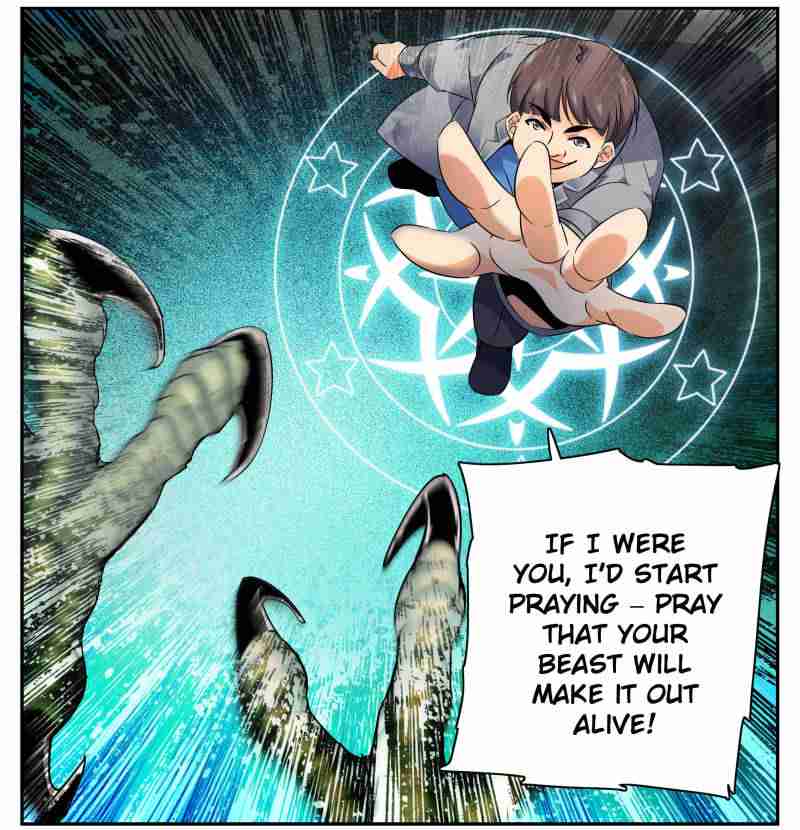 IF I WERE
YOU, I'D START
PRAYING – PRAY
THAT YOUR
BEAST WILL
MAKE IT OUT
ALIVE!